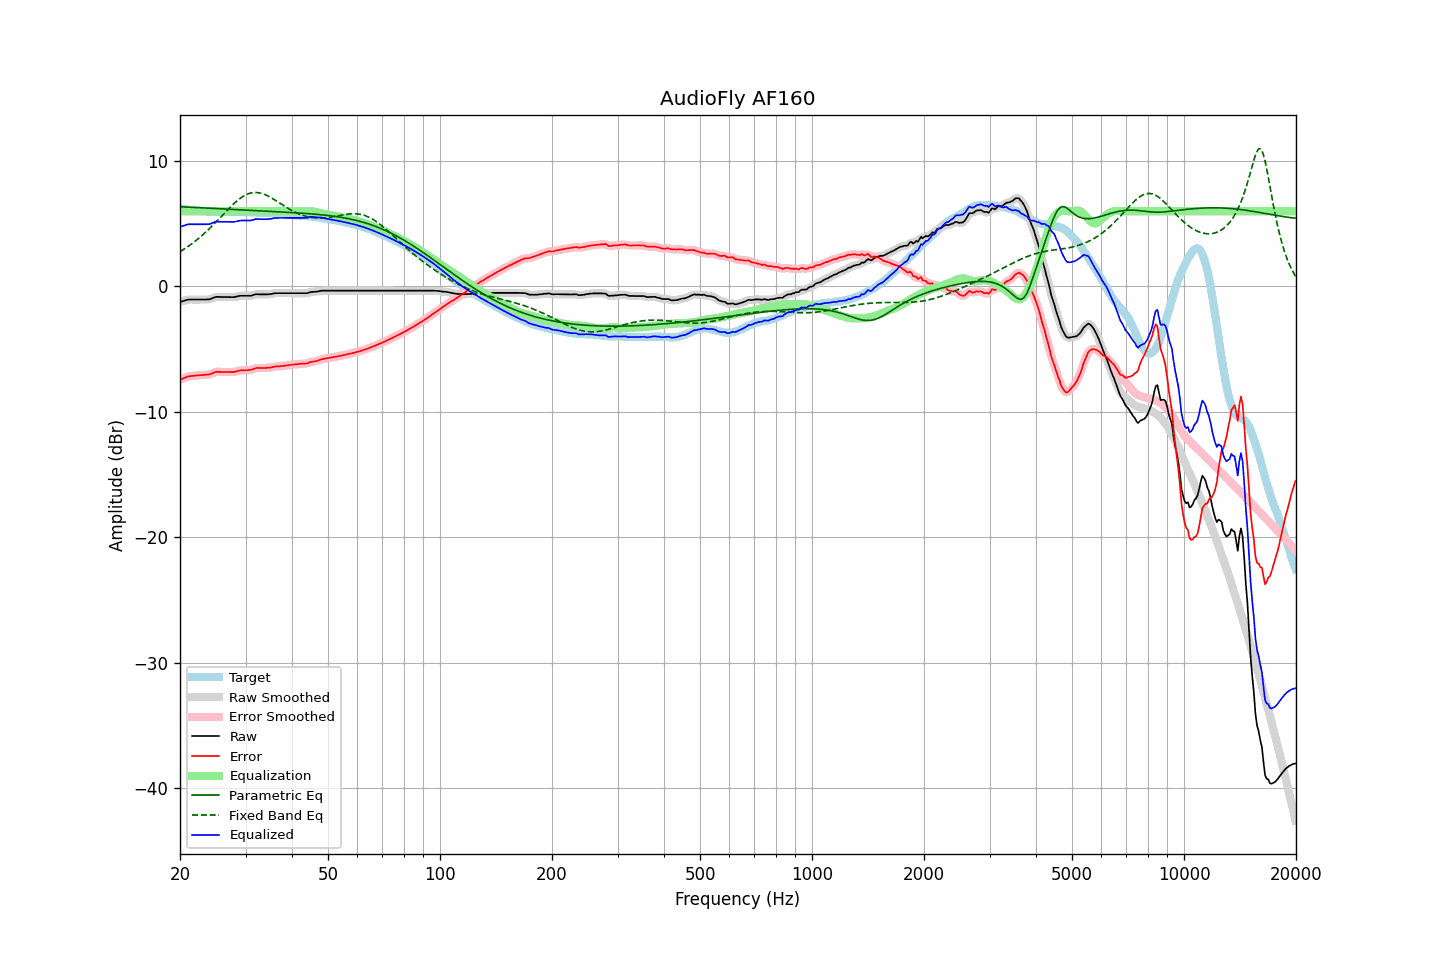 AudioFly AF160
Amplitude (dBr)
10
0
−10
−20
−30
−40
Target
Raw Smoothed
Error Smoothed
Raw
Error
Equalization
Parametric Eq
Fixed Band Eq
Equalized
20 50 100 200 500 1000 2000 5000 10000 20000
Frequency (Hz)